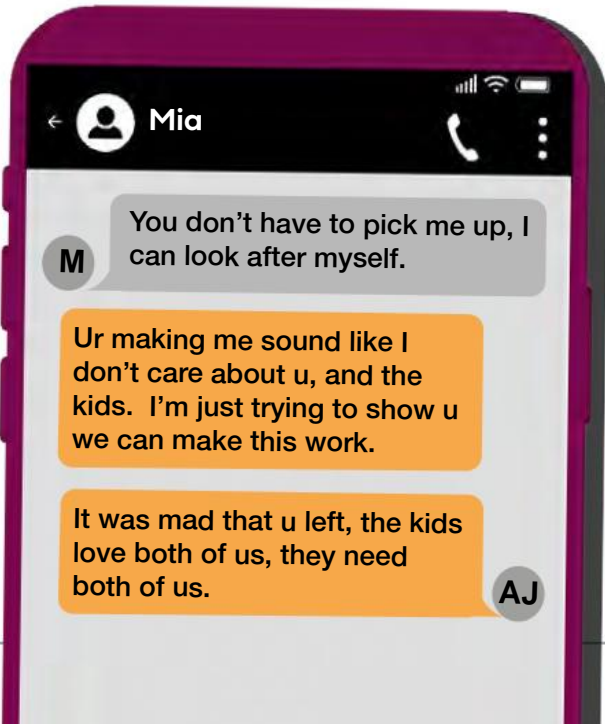 Mia
You don’t have to pick me up, I
can look after myself.
M
Ur making me sound like I
don’t care about u, and the
kids.  I’m just trying to show u
we can make this work.
It was mad that u left, the kids
love both of us, they need
both of us.
AJ